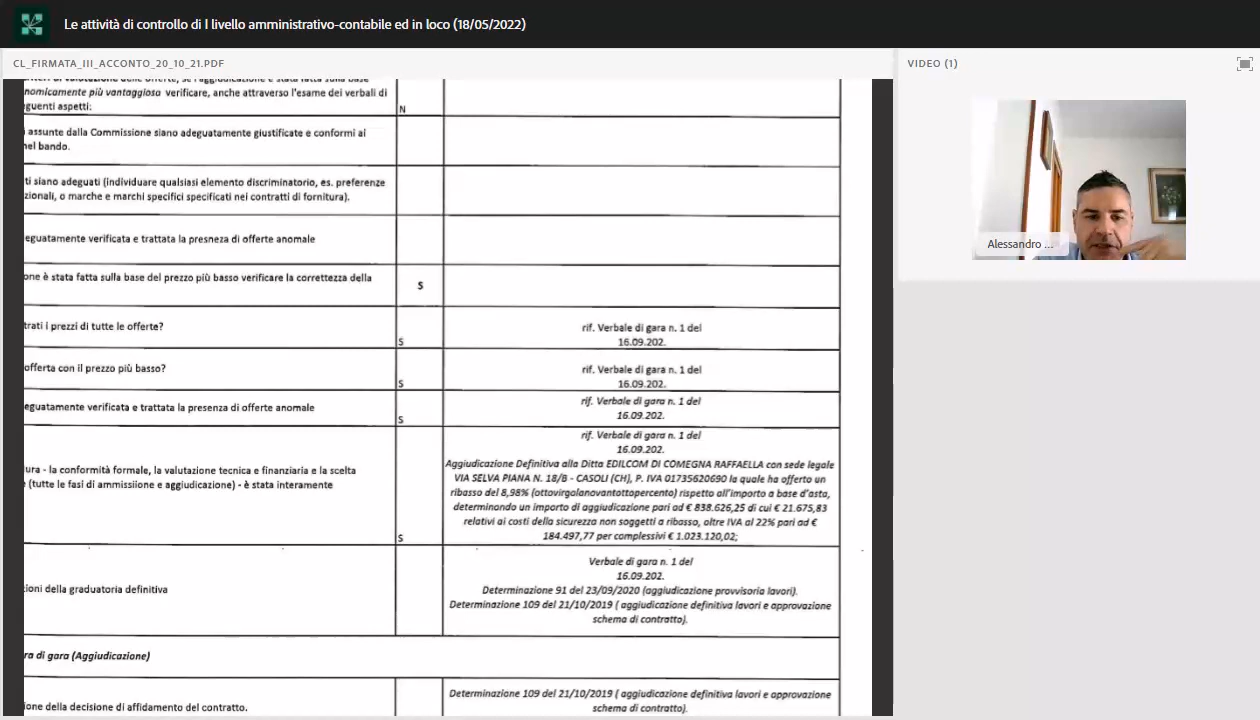 Le attività di controllo di I livello amministrativo-contabile ed in loco (18/05/2022)
CL_FIRMATA_III_ACCONTO_20_10_21.PDF
VIDEO (1)
Alessandro ...
nomicamente più vantaggiosa verificare, anche attraverso l'esame dei verbali di
guenti aspetti:
N
assunte dalla Commissione siano adeguatamente giustificate e conformi ai
nel bando.
ti siano adeguati (individuare qualsiasi elemento discriminatorio, es. preferenze
zionali, o marche e marchi specifici specificati nei contratti di fornitura).
eguatamente verificata e trattata la presneza di offerte anomale
one è stata fatta sulla base del prezzo più basso verificare la correttezza della
S
trati i prezzi di tutte le offerte?
S
rif. Verbale di gara n. 1 del
16.09.202.
offerta con il prezzo più basso?
S
rif. Verbale di gara n. 1 del
16.09.202.
eguatamente verificata e trattata la presenza di offerte anomale
S
rif. Verbale di gara n. 1 del
16.09.202.
ura - la conformità formale, la valutazione tecnica e finanziaria e la scelta
(tutte le fasi di ammissiione e aggiudicazione) - è stata interamente
S
rif. Verbale di gara n. 1 del
16.09.202.
Aggiudicazione Definitiva alla Ditta EDILCOM DI COMEGNA RAFFAELLA con sede legale
VIA SELVA PIANA N. 18/B - CASOLI (CH), P. IVA 01735620690 la quale ha offerto un
ribasso del 8,98% (ottovirgolanovantottopercento) rispetto all'importo a base d'asta,
determinando un importo di aggiudicazione pari ad € 838.626,25 di cui € 21.675,83
relativi ai costi della sicurezza non soggetti a ribasso, oltre IVA al 22% pari ad €
184.497,77 per complessivi € 1.023.120,02;
ioni della graduatoria definitiva
Verbale di gara n. 1 del
16.09.202.
Determinazione 91 del 23/09/2020 (aggiudicazione provvisoria lavori).
Determinazione 109 del 21/10/2019 ( aggiudicazione definitiva lavori e approvazione
schema di contratto).
ra di gara (Aggiudicazione)
ione della decisione di affidamento del contratto.
Determinazione 109 del 21/10/2019 ( aggiudicazione definitiva lavori e approvazione
schema di contratto).